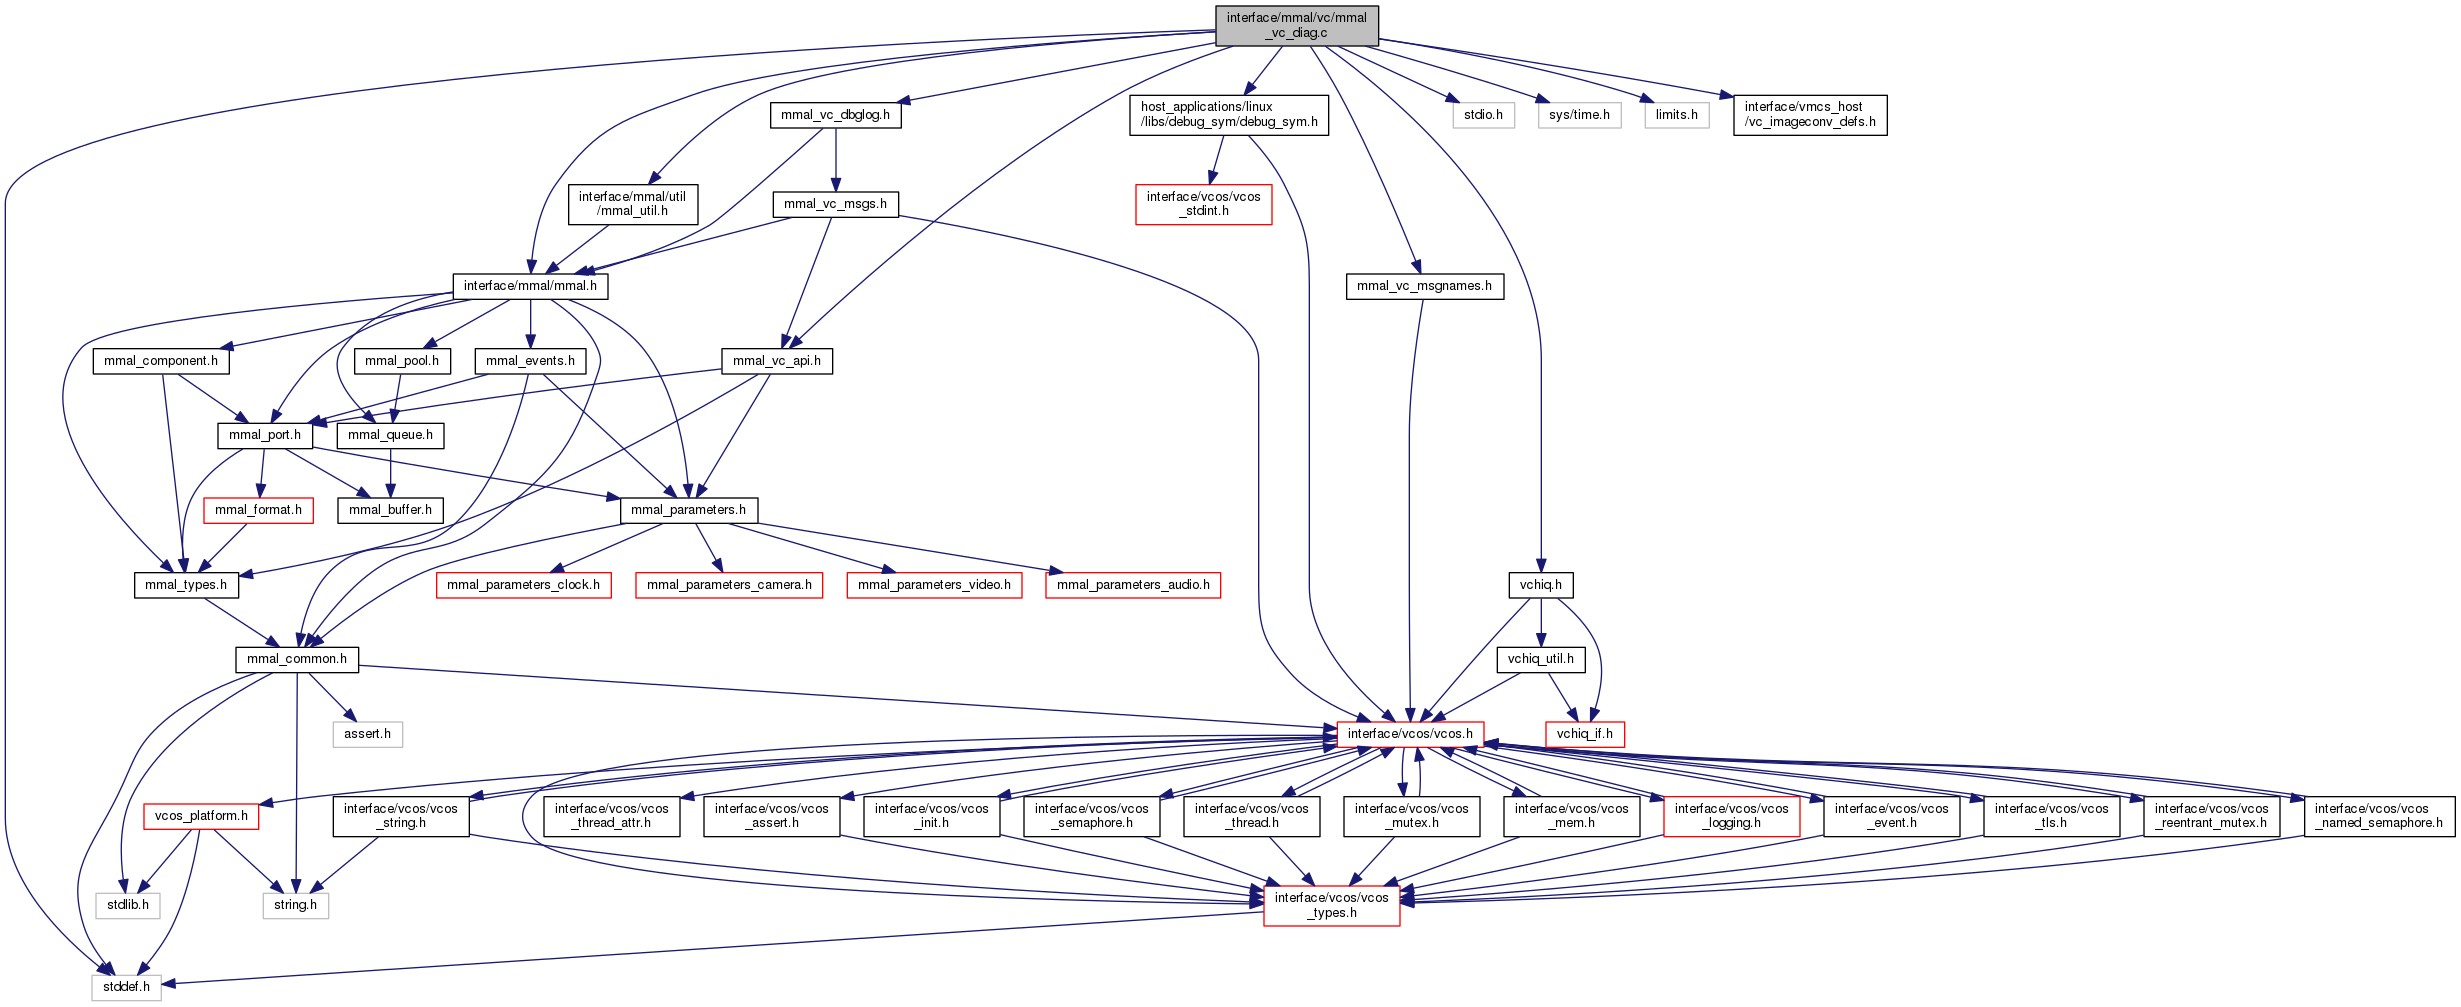 interface/mmal/vc/mmal
_vc_diag.c
mmal_vc_dbglog.h
host_applications/linux
/libs/debug_sym/debug_sym.h
stdio.h
sys/time.h
limits.h
interface/vmcs_host
/vc_imageconv_defs.h
interface/mmal/util
/mmal_util.h
mmal_vc_msgs.h
interface/vcos/vcos
_stdint.h
interface/mmal/mmal.h
mmal_vc_msgnames.h
mmal_component.h
mmal_pool.h
mmal_events.h
mmal_vc_api.h
mmal_port.h
mmal_queue.h
mmal_format.h
mmal_buffer.h
mmal_parameters.h
mmal_types.h
mmal_parameters_clock.h
mmal_parameters_camera.h
mmal_parameters_video.h
mmal_parameters_audio.h
vchiq.h
mmal_common.h
vchiq_util.h
assert.h
interface/vcos/vcos.h
vchiq_if.h
vcos_platform.h
interface/vcos/vcos
_string.h
interface/vcos/vcos
_thread_attr.h
interface/vcos/vcos
_assert.h
interface/vcos/vcos
_init.h
interface/vcos/vcos
_semaphore.h
interface/vcos/vcos
_thread.h
interface/vcos/vcos
_mutex.h
interface/vcos/vcos
_mem.h
interface/vcos/vcos
_logging.h
interface/vcos/vcos
_event.h
interface/vcos/vcos
_tls.h
interface/vcos/vcos
_reentrant_mutex.h
interface/vcos/vcos
_named_semaphore.h
stdlib.h
string.h
interface/vcos/vcos
_types.h
stddef.h